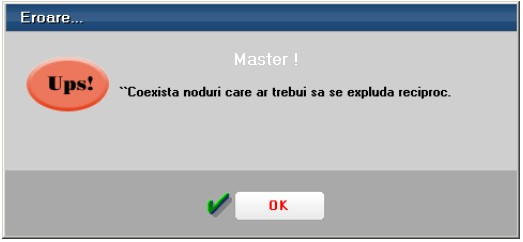 Eroare...
Master !
Ups!
``Coexista noduri care ar trebui sa se expluda reciproc.
OK